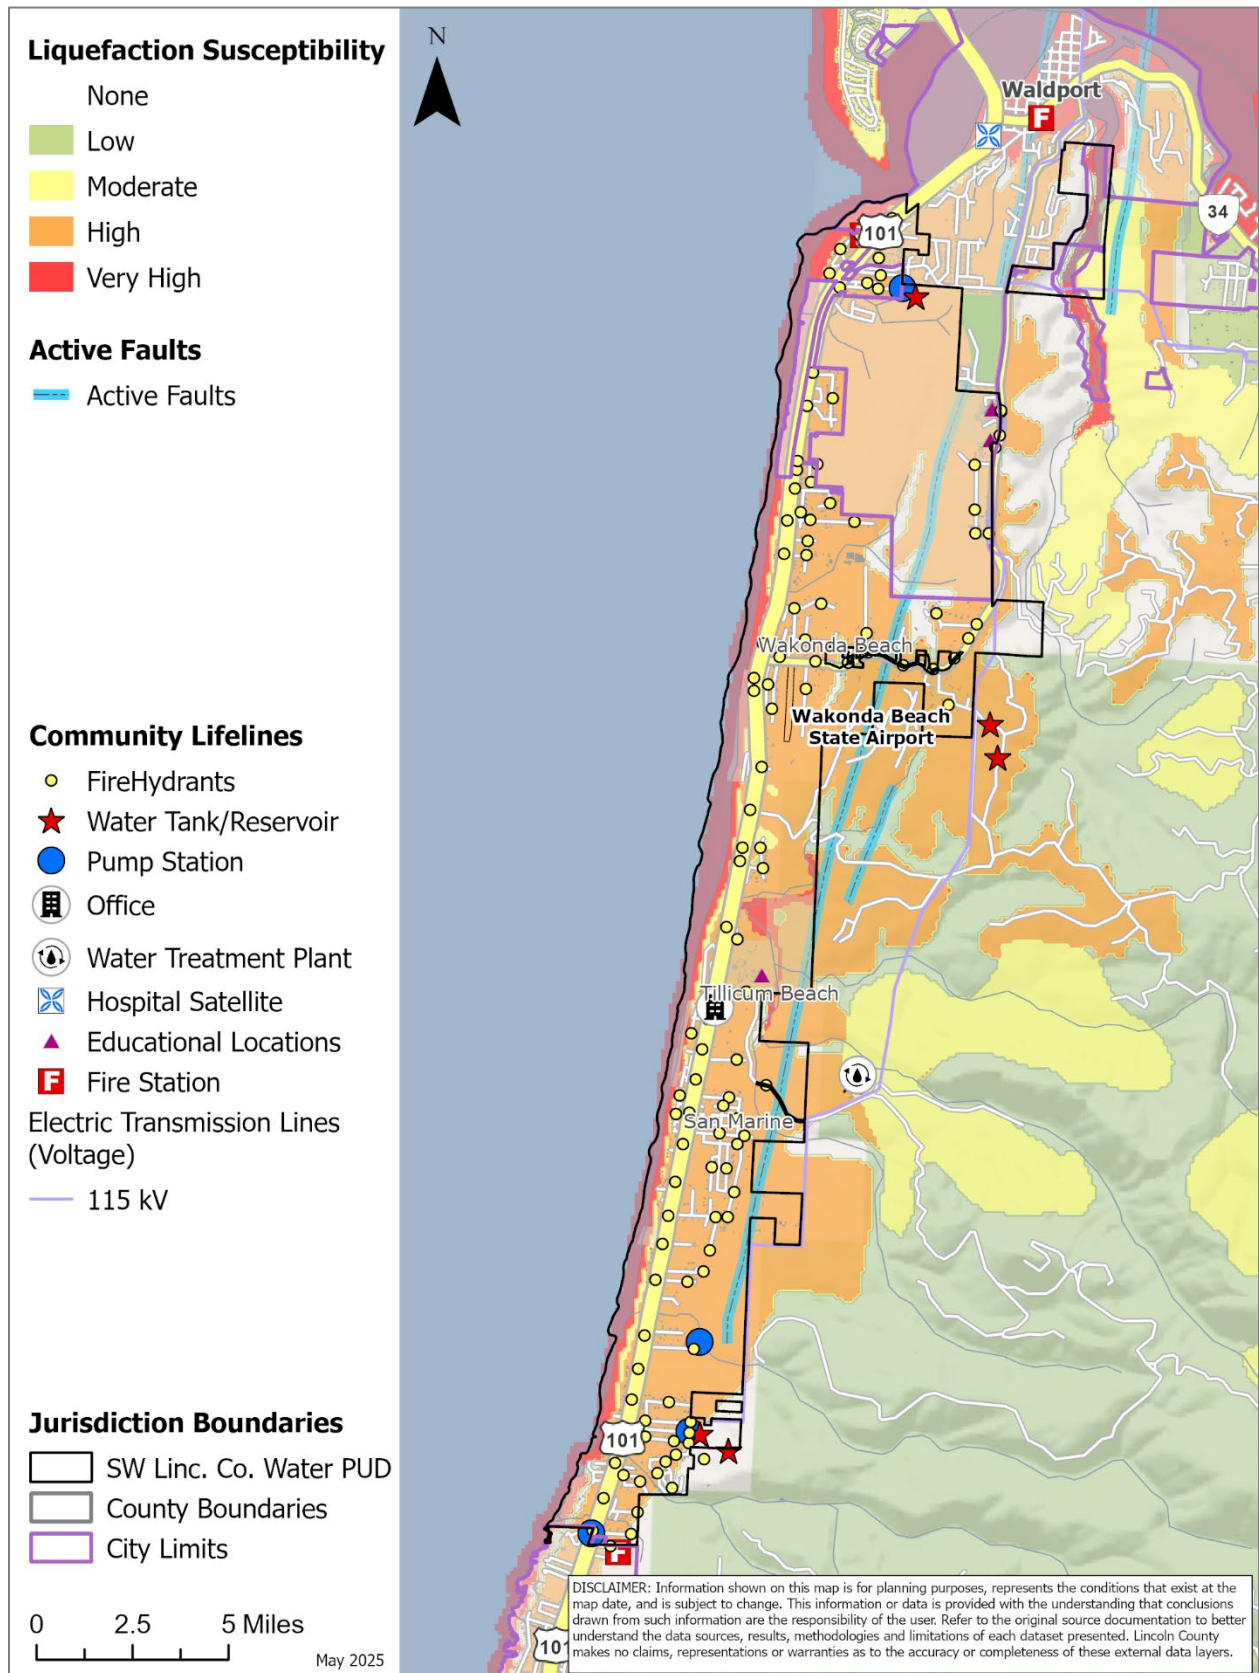 Liquefaction Susceptibility
None
Low
Moderate
High
Very High
Active Faults
Active Faults
Community Lifelines
FireHydrants
Water Tank/Reservoir
Pump Station
Office
Water Treatment Plant
Hospital Satellite
Educational Locations
F Fire Station
Electric Transmission Lines
(Voltage)
115 kV
Jurisdiction Boundaries
SW Linc. Co. Water PUD
County Boundaries
City Limits
0 2.5 5 Miles
May 2025
N
Waldport
F
34
101
Wakonda Beach
Wakonda Beach
State Airport
Tillicum Beach
San Marine
101
F
101
DISCLAIMER: Information shown on this map is for planning purposes, represents the conditions that exist at the
map date, and is subject to change. This information or data is provided with the understanding that conclusions
drawn from such information are the responsibility of the user. Refer to the original source documentation to better
understand the data sources, results, methodologies and limitations of each dataset presented. Lincoln County
makes no claims, representations or warranties as to the accuracy or completeness of these external data layers.